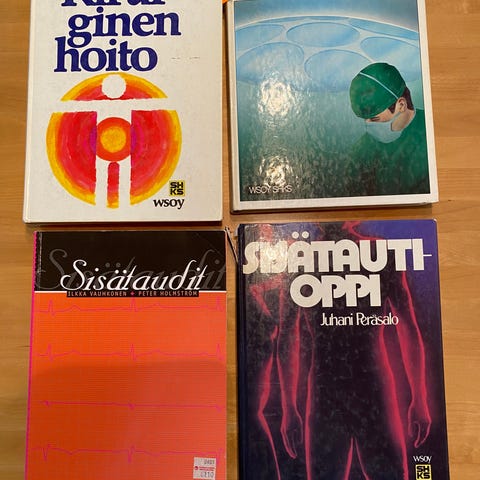 Kirur
ginen
hoito
SH
KS
wsoy
WSOY SHKS
Sisätaudit
ILKKA VAUHKONEN • PETER HOLMSTRÖM
SISÄTAUTI-
OPPI
Juhani Peräsalo
wsoy
SH
KS